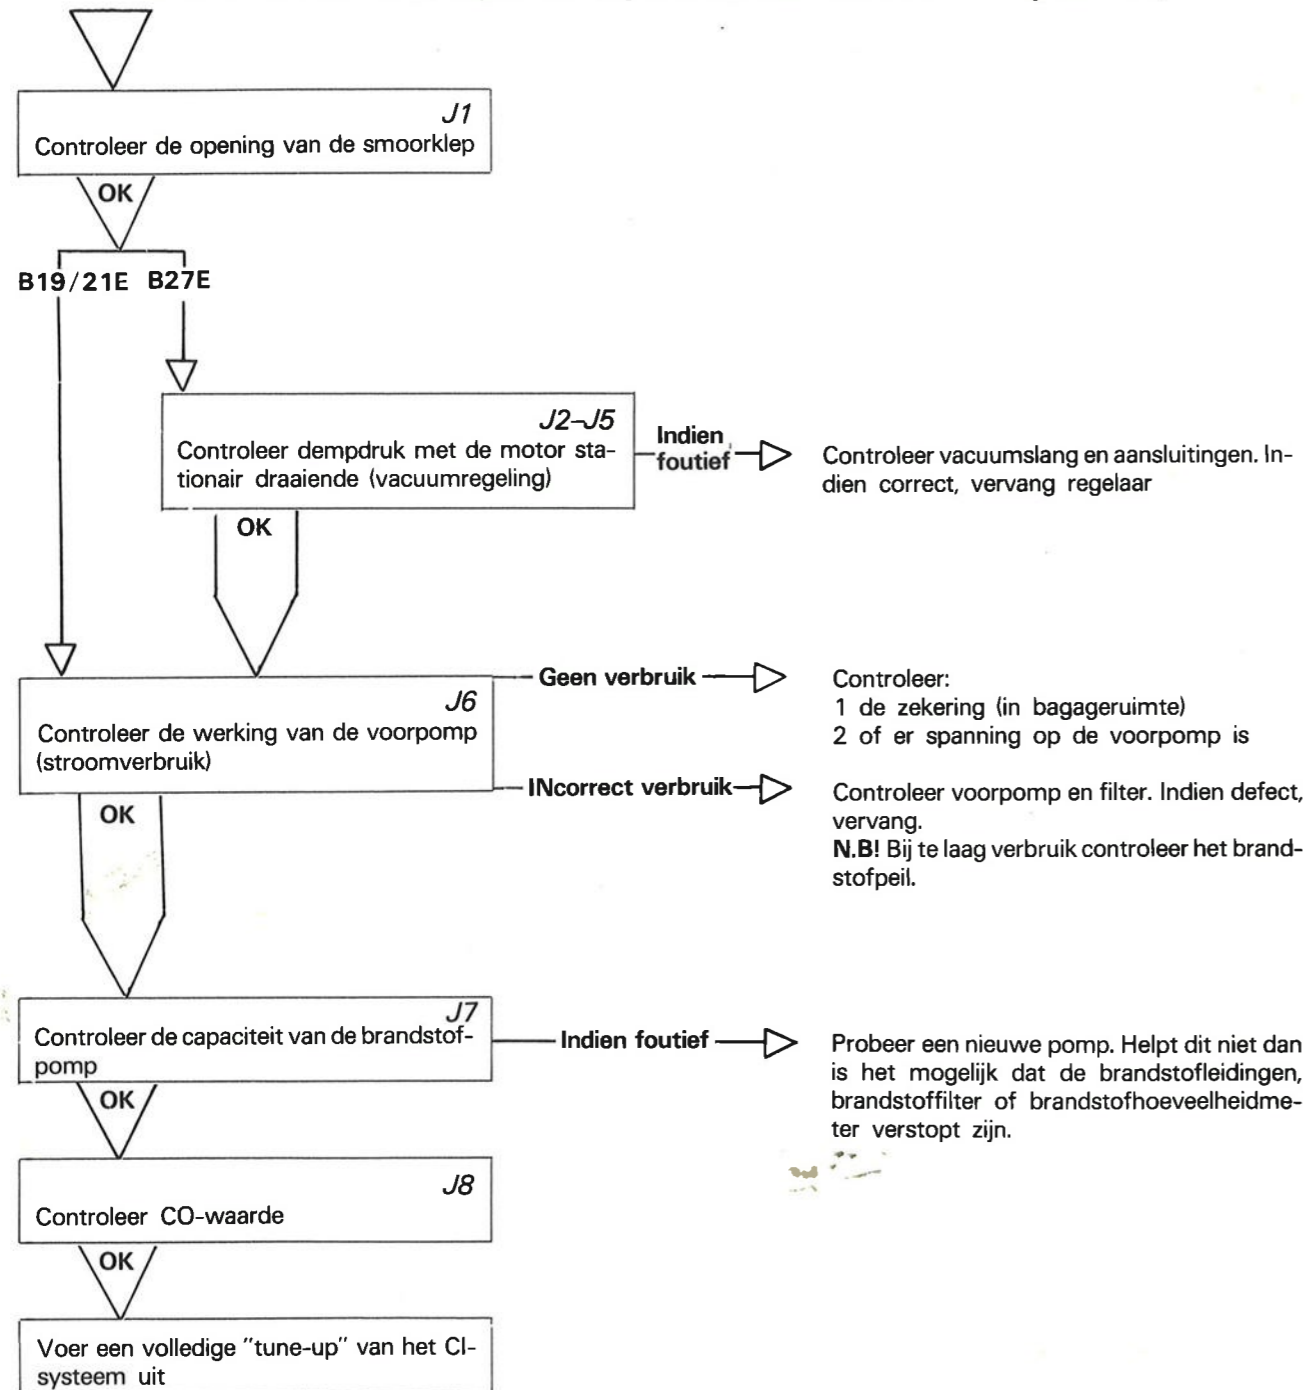 J1
Controleer de opening van de smoorklep
OK
B19/21E B27E
J2-J5
Controleer dempdruk met de motor sta-
tionair draaiende (vacuumregeling)
Indien
foutief
Controleer vacuumslang en aansluitingen. In-
dien correct, vervang regelaar
OK
J6
Controleer de werking van de voorpomp
(stroomverbruik)
Geen verbruik
Controleer:
1 de zekering (in bagageruimte)
2 of er spanning op de voorpomp is
INcorrect verbruik
Controleer voorpomp en filter. Indien defect,
vervang.
N.B! Bij te laag verbruik controleer het brand-
stofpeil.
OK
J7
Controleer de capaciteit van de brandstof-
pomp
Indien foutief
Probeer een nieuwe pomp. Helpt dit niet dan
is het mogelijk dat de brandstofleidingen,
brandstoffilter of brandstofhoeveelheidme-
ter verstopt zijn.
OK
J8
Controleer CO-waarde
OK
Voer een volledige "tune-up" van het CI-
systeem uit